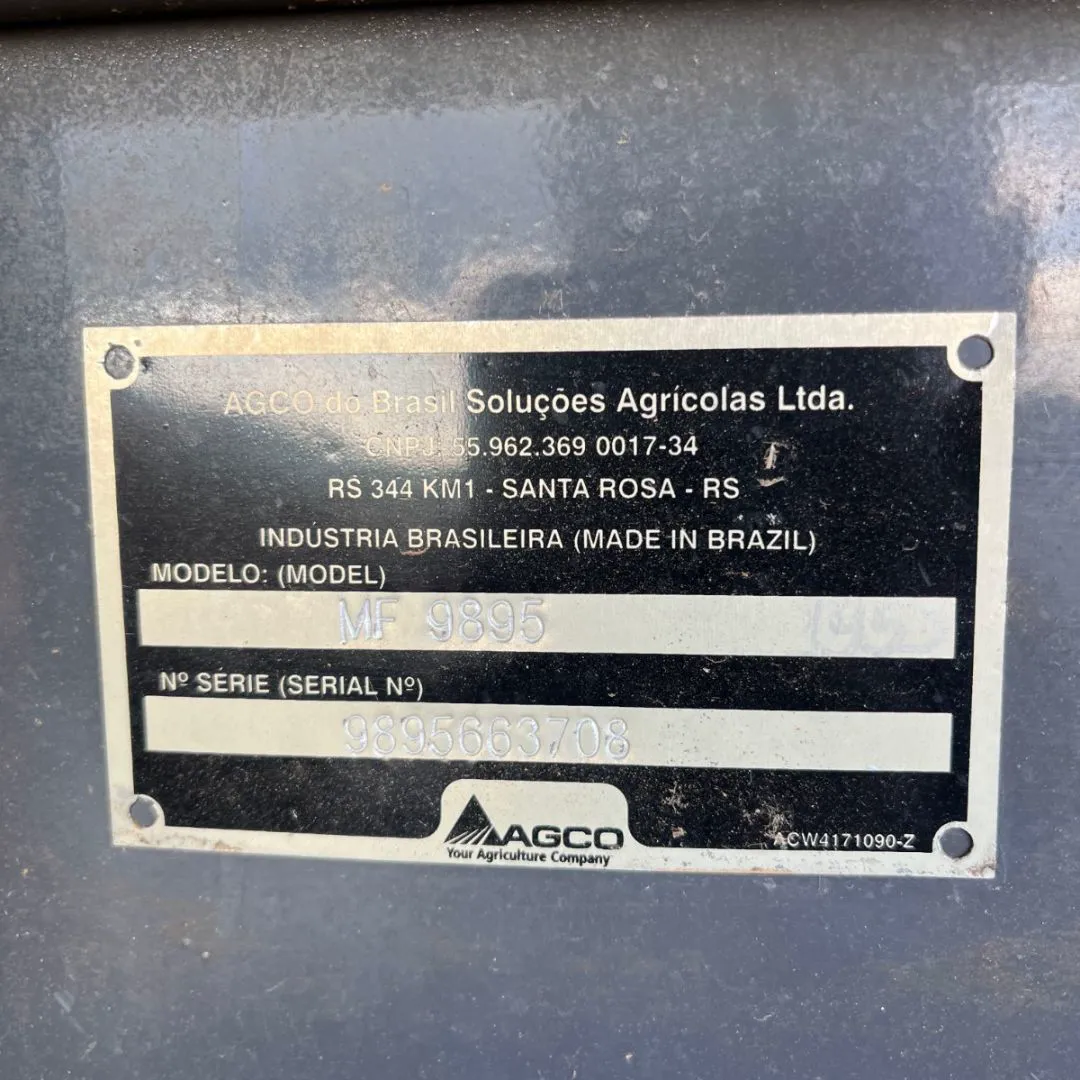 AGCO do Brasil Soluções Agrícolas Ltda.
CNPJ: 55.962.369 0017-34
RS 344 KM1 - SANTA ROSA - RS
INDÚSTRIA BRASILEIRA (MADE IN BRAZIL)
MODELO: (MODEL)
MF 9895
Nº SÉRIE (SERIAL Nº)
9895663708
AGCO
Your Agriculture Company
ACW4171090-Z